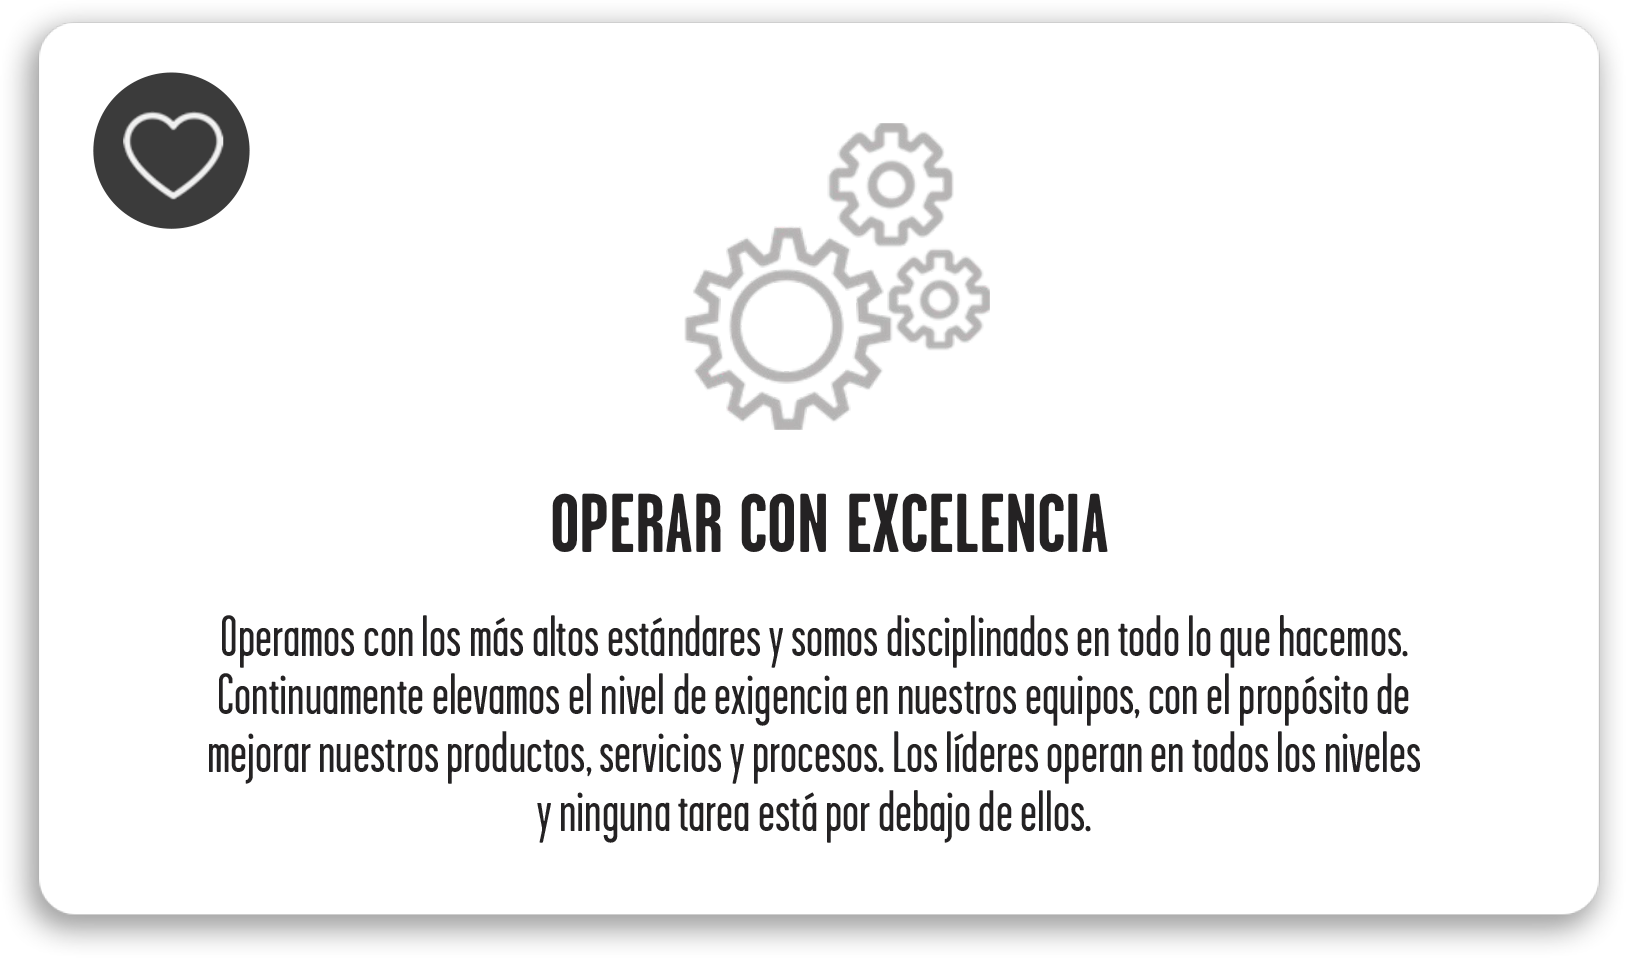 OPERAR CON EXCELENCIA
Operamos con los más altos estándares y somos disciplinados en todo lo que hacemos.
Continuamente elevamos el nivel de exigencia en nuestros equipos, con el propósito de
mejorar nuestros productos, servicios y procesos. Los líderes operan en todos los niveles
y ninguna tarea está por debajo de ellos.